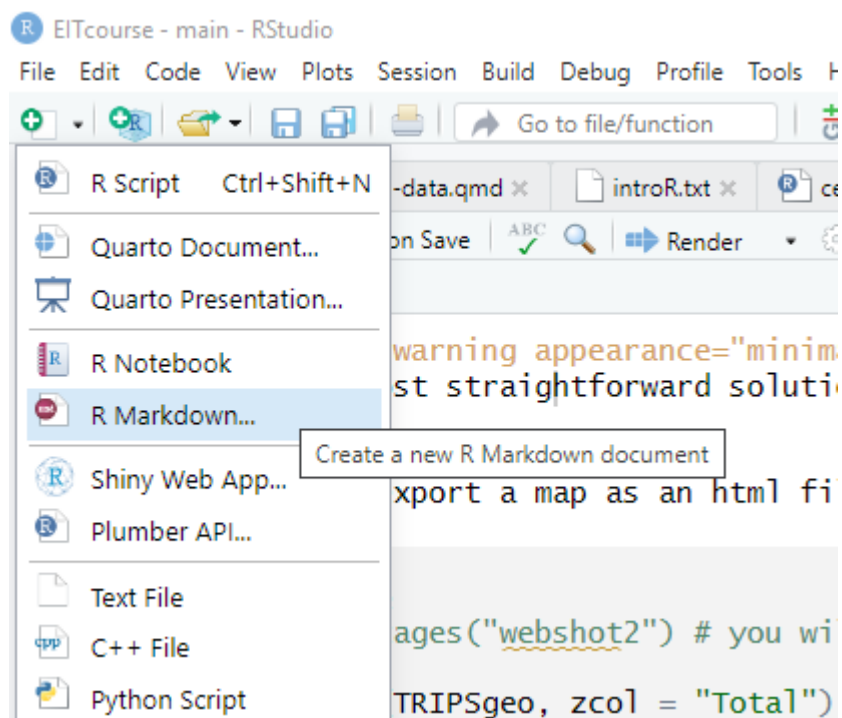 EITcourse - main - RStudio
File Edit Code View Plots Session Build Debug Profile Tools
Go to file/function
R Script Ctrl+Shift+N
-data.qmd × introR.txt ×
on Save ABC Render
Quarto Document...
Quarto Presentation...
warning appearance="minim
R Notebook
st straightforward soluti
R Markdown...
Create a new R Markdown document
Shiny Web App...
xport a map as an html fi
Plumber API...
Text File
ages("webshot2") # you wi
C++ File
Python Script
TRIPSgeo, zcol = "Total")